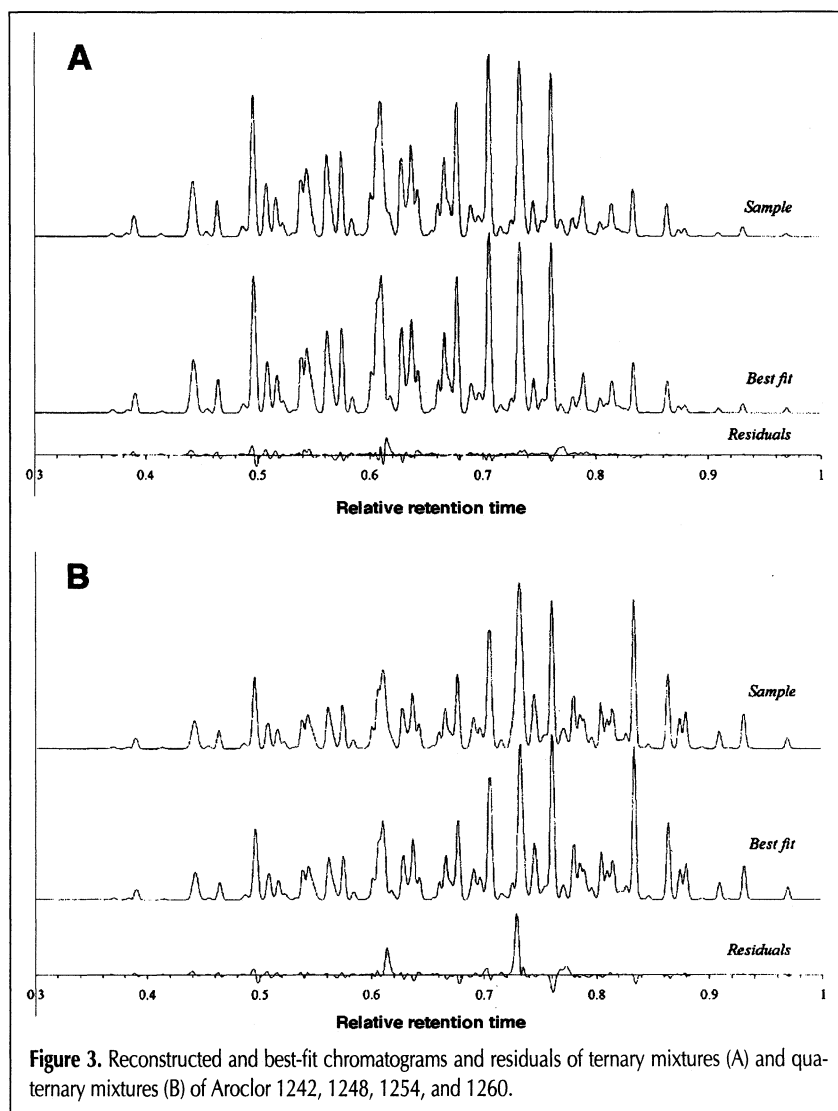 A
Sample
Best fit
Residuals
0.3 0.4 0.5 0.6 0.7 0.8 0.9 1
Relative retention time
B
Sample
Best fit
Residuals
0.3 0.4 0.5 0.6 0.7 0.8 0.9 1
Relative retention time
Figure 3. Reconstructed and best-fit chromatograms and residuals of ternary mixtures (A) and qua-
ternary mixtures (B) of Aroclor 1242, 1248, 1254, and 1260.